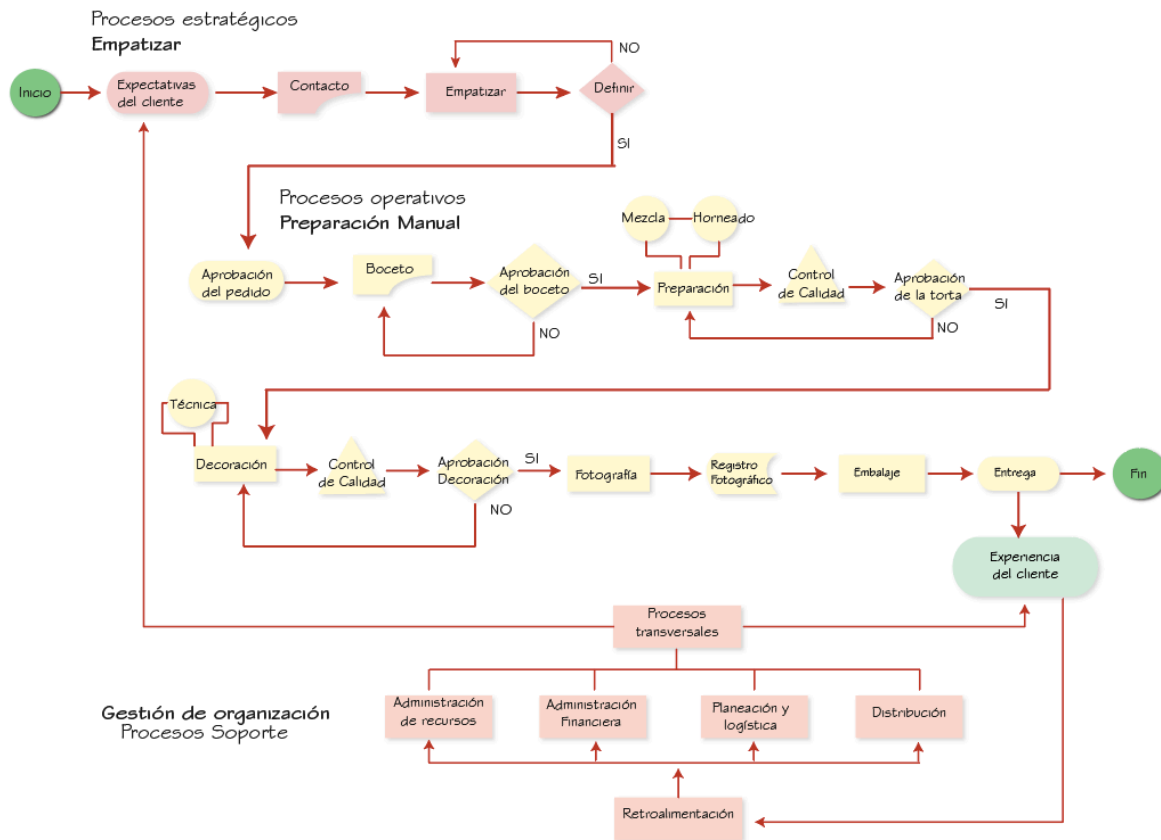 Procesos estratégicos
Empatizar
NO
Inicio
Expectativas
del cliente
Contacto
Empatizar
Definir
SI
Procesos operativos
Preparación Manual
Mezcla
Horneado
Aprobación
del pedido
Boceto
Aprobación
del boceto
SI
NO
Preparación
Control
de Calidad
Aprobación
de la torta
SI
NO
Técnica
Decoración
Control
de Calidad
Aprobación
Decoración
SI
NO
Fotografía
Registro
Fotográfico
Embalaje
Entrega
Fin
Experiencia
del cliente
Procesos
transversales
Gestión de organización
Procesos Soporte
Administración
de recursos
Administración
Financiera
Planeación y
logística
Distribución
Retroalimentación